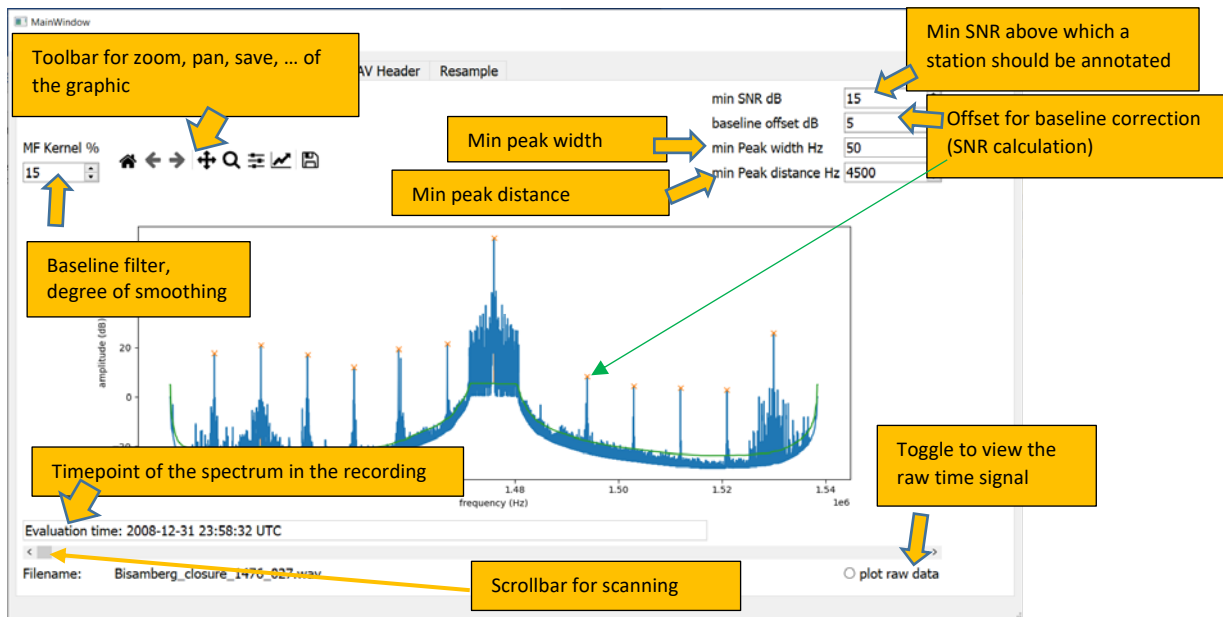 MainWindow
Toolbar for zoom, pan, save, … of
the graphic
AV Header
Resample
Min SNR above which a
station should be annotated
min SNR dB
15
baseline offset dB
5
Offset for baseline correction
(SNR calculation)
min Peak width Hz
50
min Peak distance Hz
4500
Min peak width
Min peak distance
MF Kernel %
15
Baseline filter,
degree of smoothing
amplitude (dB)
20
0
Timepoint of the spectrum in the recording
1.48
1.50
1.52
1.54
frequency (Hz)
1e6
Toggle to view the
raw time signal
Evaluation time: 2008-12-31 23:58:32 UTC
Filename:
Bisamberg_closure_1476_027.wav
Scrollbar for scanning
plot raw data